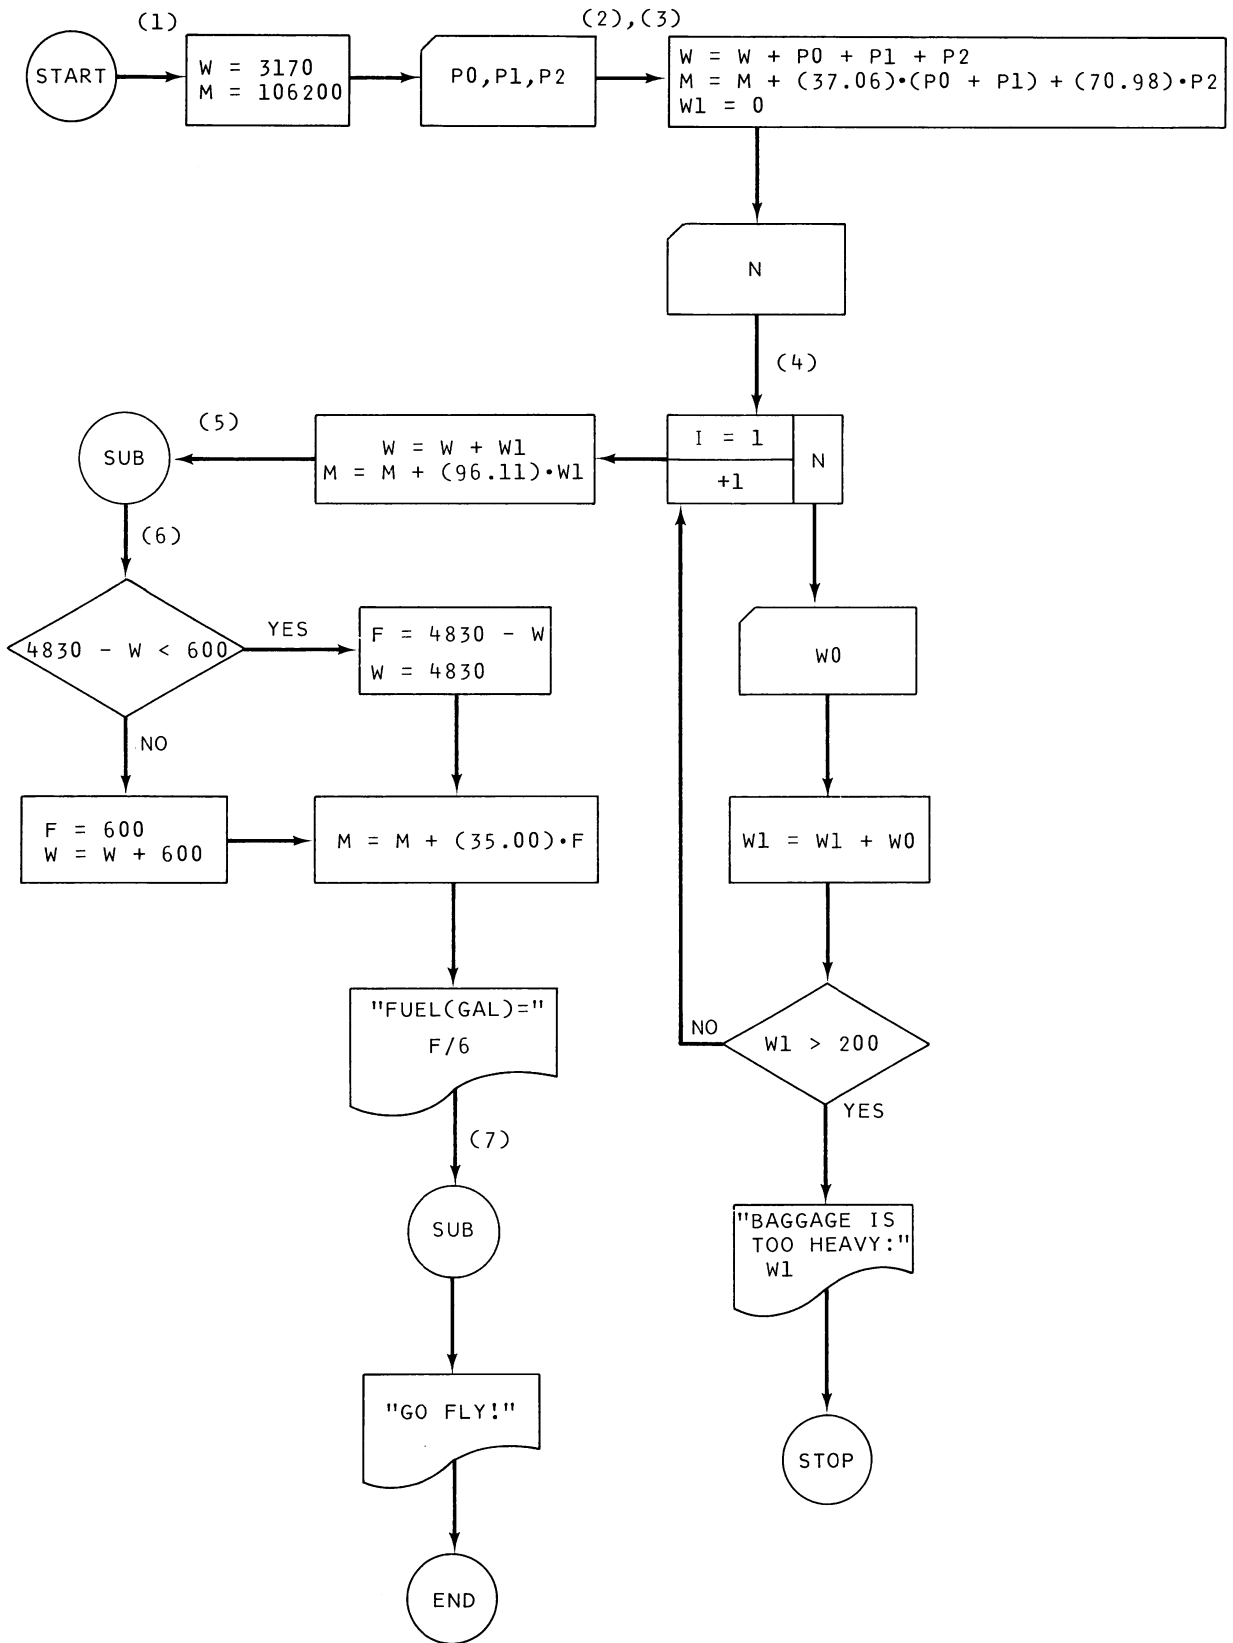 (1)
(2),(3)
START
W = 3170
M = 106200
P0,P1,P2
W = W + P0 + P1 + P2
M = M + (37.06)·(P0 + P1) + (70.98)·P2
W1 = 0
N
(4)
I = 1
+1
N
W = W + W1
M = M + (96.11)·W1
(5)
SUB
(6)
4830 - W < 600
YES
F = 4830 - W
W = 4830
NO
F = 600
W = W + 600
M = M + (35.00)·F
"FUEL(GAL)="
F/6
(7)
SUB
"GO FLY!"
END
W0
W1 = W1 + W0
W1 > 200
NO
YES
"BAGGAGE IS
TOO HEAVY:"
W1
STOP